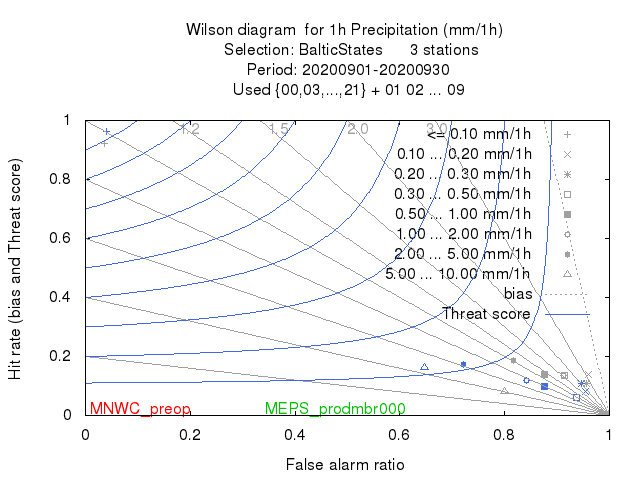 Wilson diagram  for 1h Precipitation (mm/1h)
Selection: BalticStates      3 stations
Period: 20200901-20200930
Used {00,03,...,21} + 01 02 ... 09
1.2 1.5 2.0 3.0
<= 0.10 mm/1h
0.10 ... 0.20 mm/1h
0.20 ... 0.30 mm/1h
0.30 ... 0.50 mm/1h
0.50 ... 1.00 mm/1h
1.00 ... 2.00 mm/1h
2.00 ... 5.00 mm/1h
5.00 ... 10.00 mm/1h
bias
Threat score
1
0.8
0.6
0.4
0.2
0
Hit rate (bias and Threat score)
MNWC_preop MEPS_prodmbr000
0 0.2 0.4 0.6 0.8 1
False alarm ratio